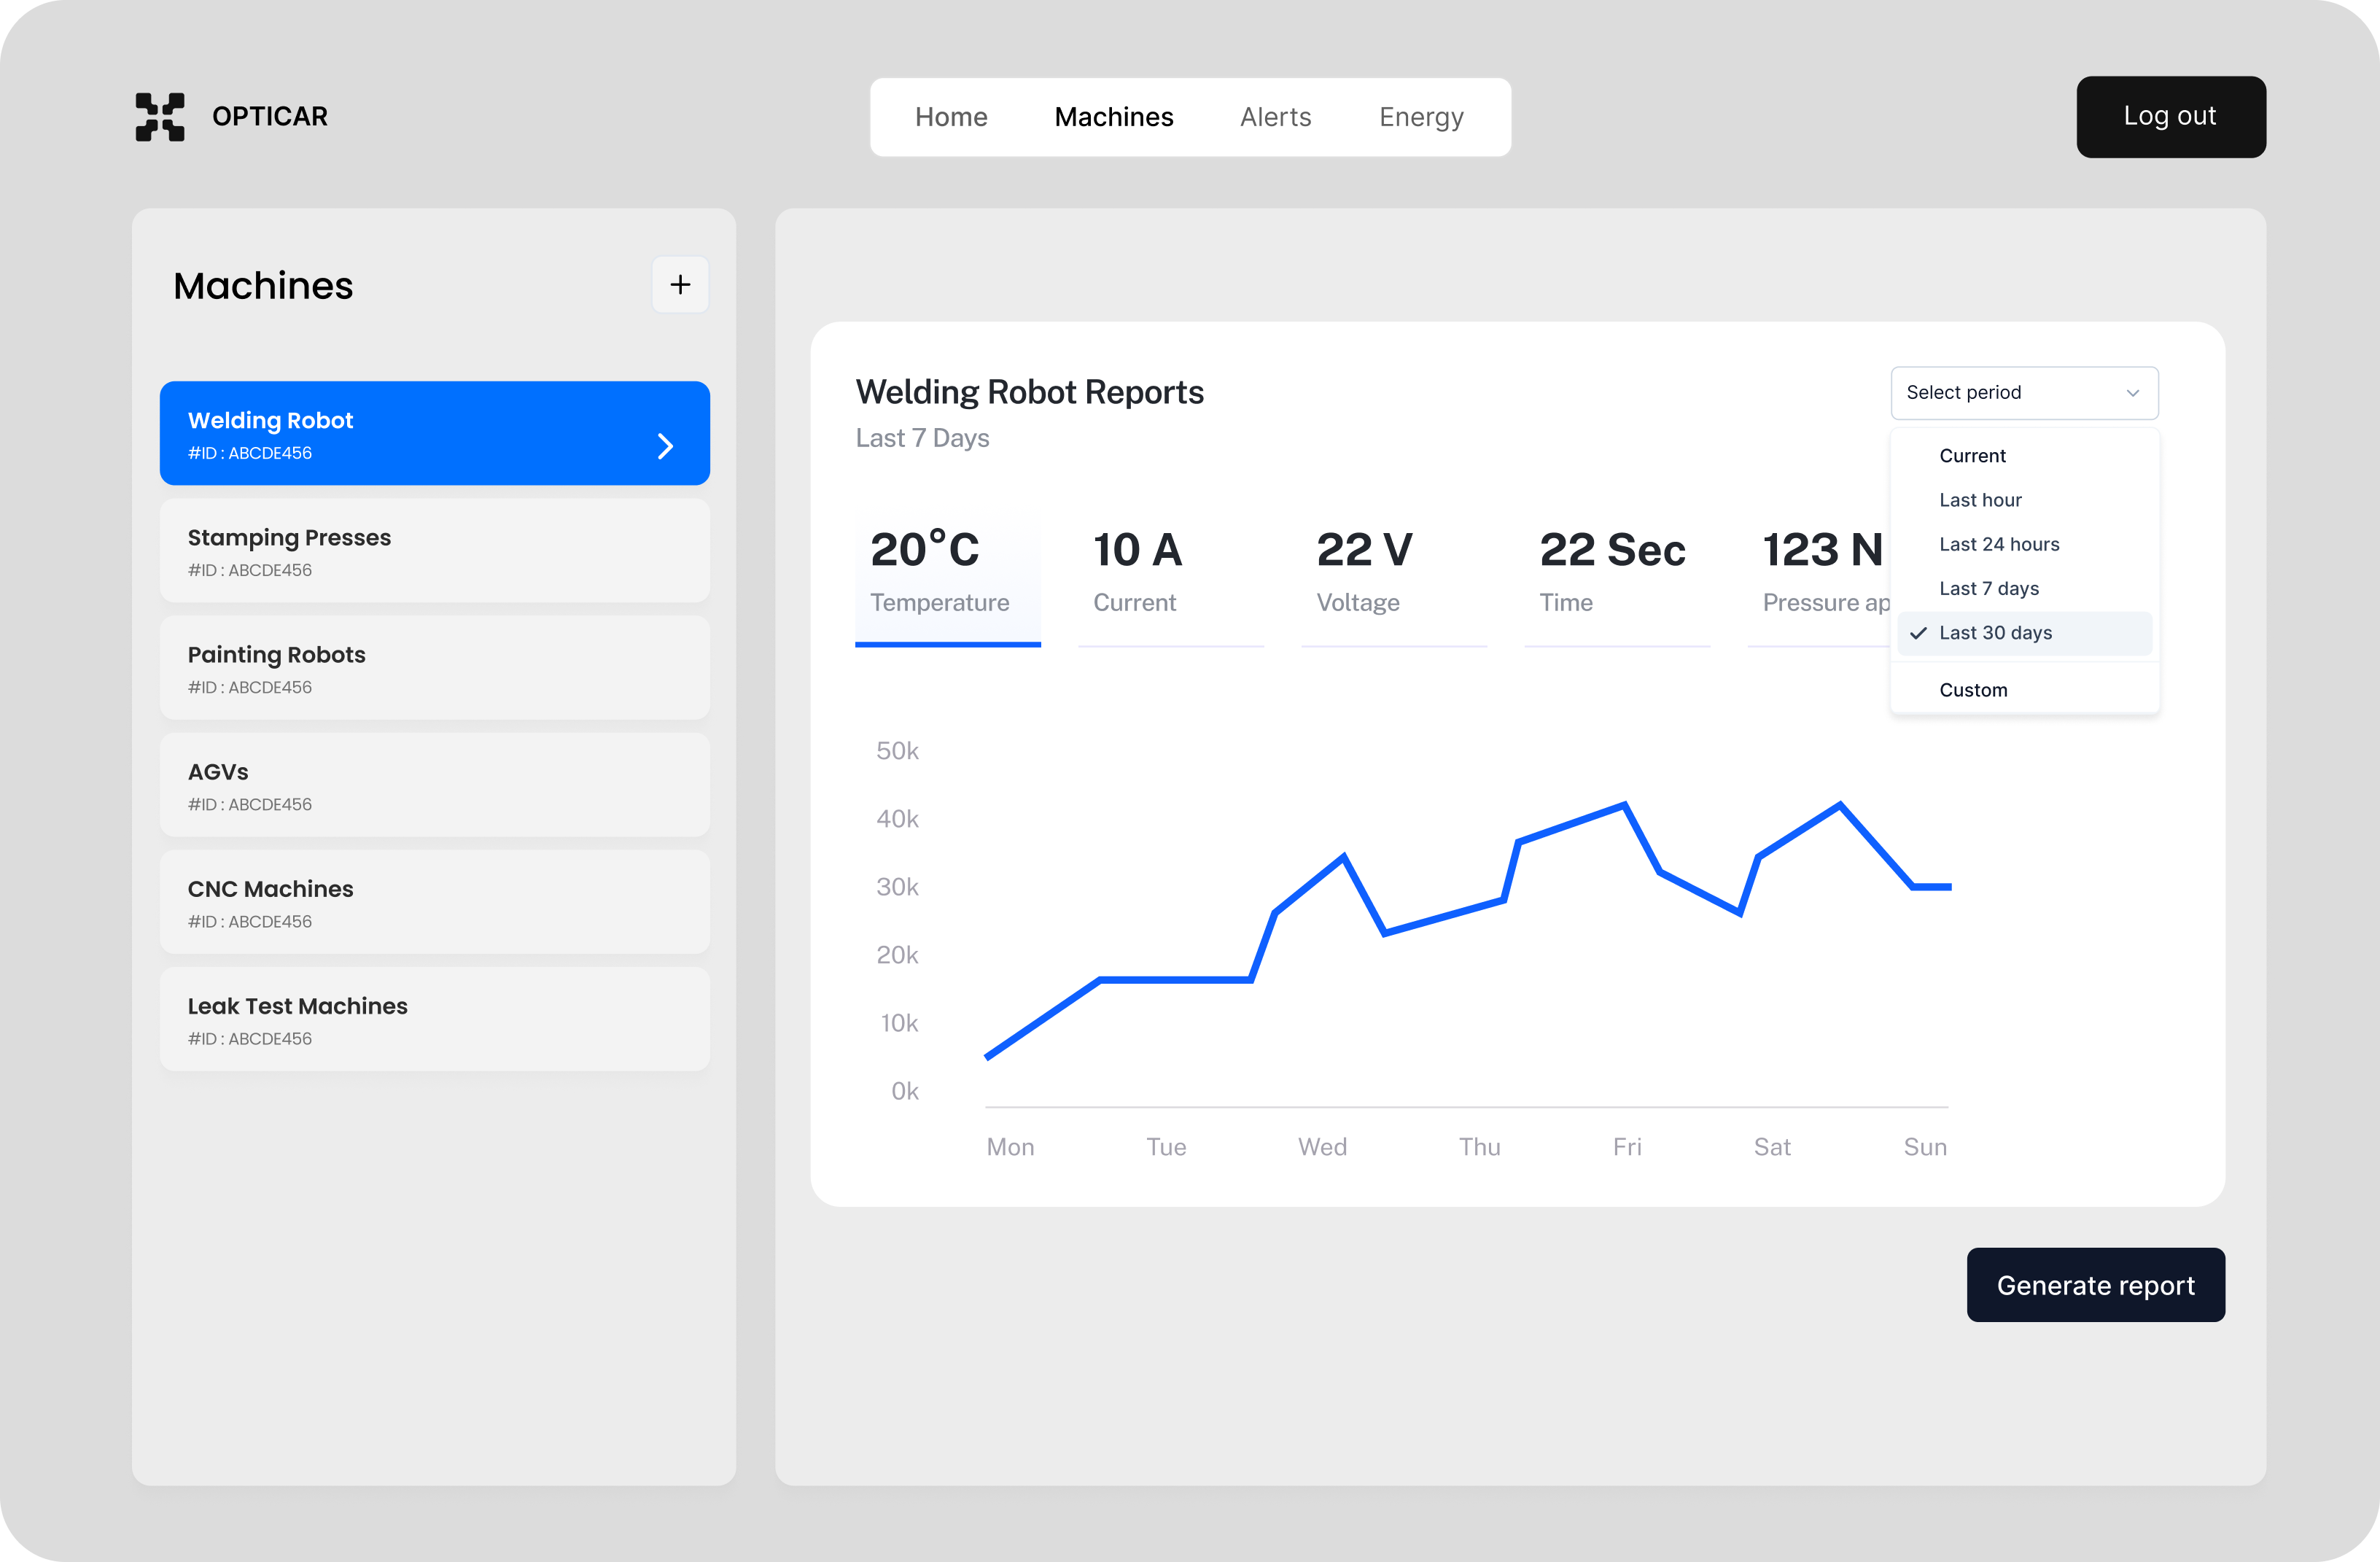 OPTICAR
Home Machines Alerts Energy
Log out
Machines
+
Welding Robot
#ID : ABCDE456
Stamping Presses
#ID : ABCDE456
Painting Robots
#ID : ABCDE456
AGVs
#ID : ABCDE456
CNC Machines
#ID : ABCDE456
Leak Test Machines
#ID : ABCDE456
Welding Robot Reports
Last 7 Days
Select period
Current
Last hour
Last 24 hours
Last 7 days
Last 30 days
Custom
20°C
Temperature
10 A
Current
22 V
Voltage
22 Sec
Time
123 N
Pressure ap
50k
40k
30k
20k
10k
0k
Mon Tue Wed Thu Fri Sat Sun
Generate report